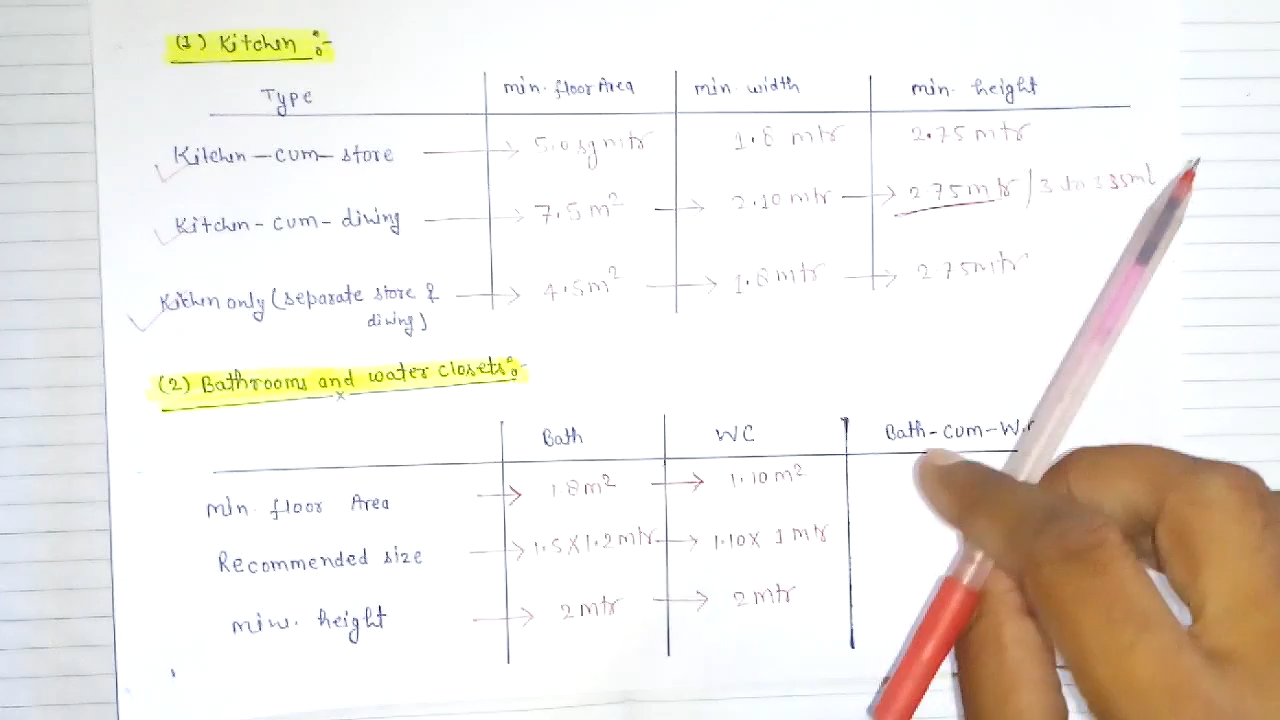 (1) Kitchen :-
Type min. floor Area min. width min. height
Kitchen-cum-store 5.0 sq mtr 1.8 mtr 2.75 mtr
Kitchen-cum-dining 7.5 m² 2.10 mtr 2.75 mtr / 3
Kitchn only (separate store & 4.5m² 1.8 mtr 2.75 mtr
dining)
(2) Bathrooms and water closets :-
Bath WC Bath-cum-W.
min. floor Area 1.8 m² 1.10 m²
Recommended size 1.5 X 1.2 mtr 1.10 X 1 mtr
min. height 2 mtr 2 mtr